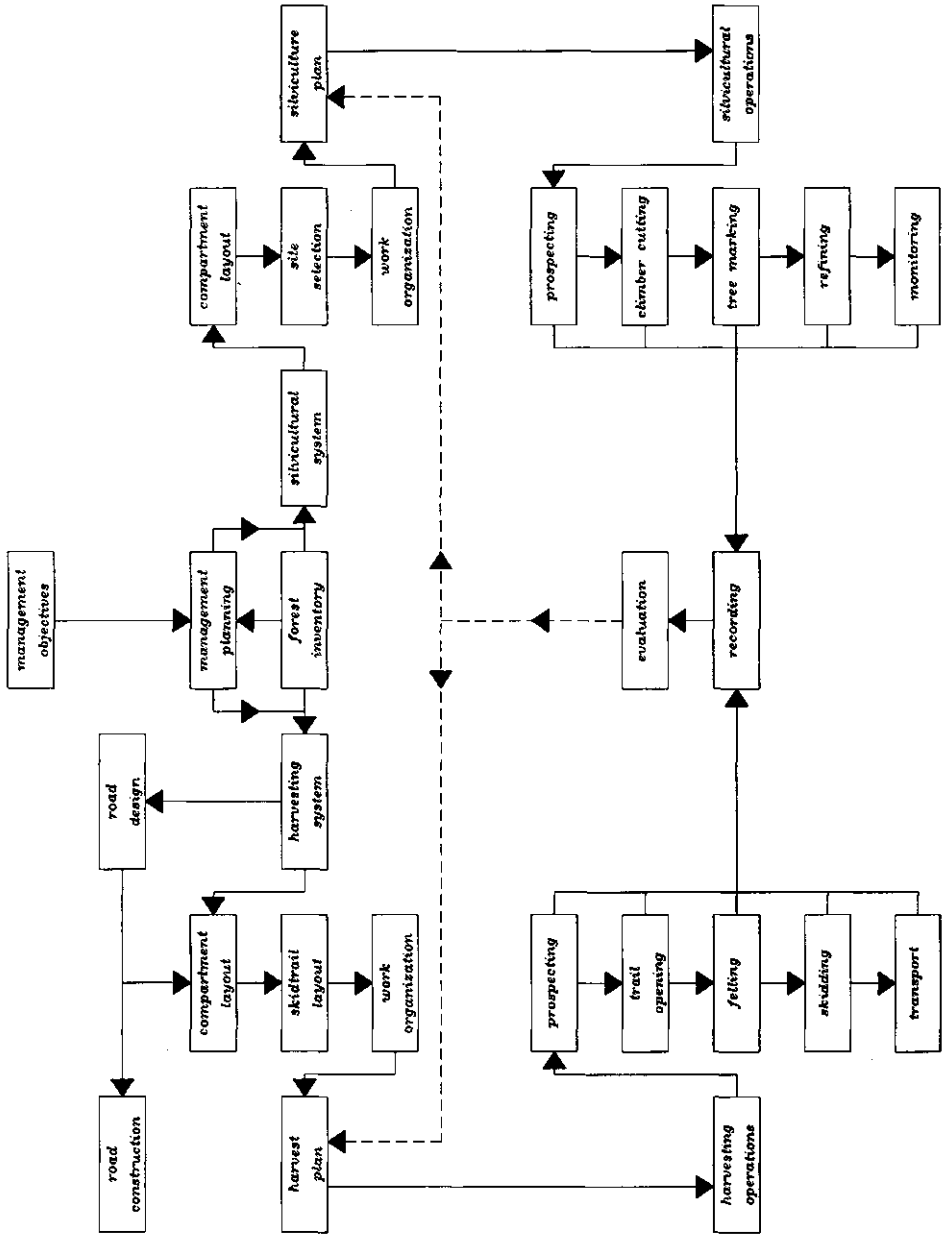 management
objectives
road
construction
road
design
compartment
layout
management
planning
compartment
layout
harvest
plan
skidtrail
layout
harvesting
system
forest
inventory
silvicultural
system
site
selection
silviculture
plan
work
organization
work
organization
prospecting
prospecting
trail
opening
evaluation
climber cutting
harvesting
operations
felling
recording
tree marking
silvicultural
operations
skidding
refining
transport
monitoring